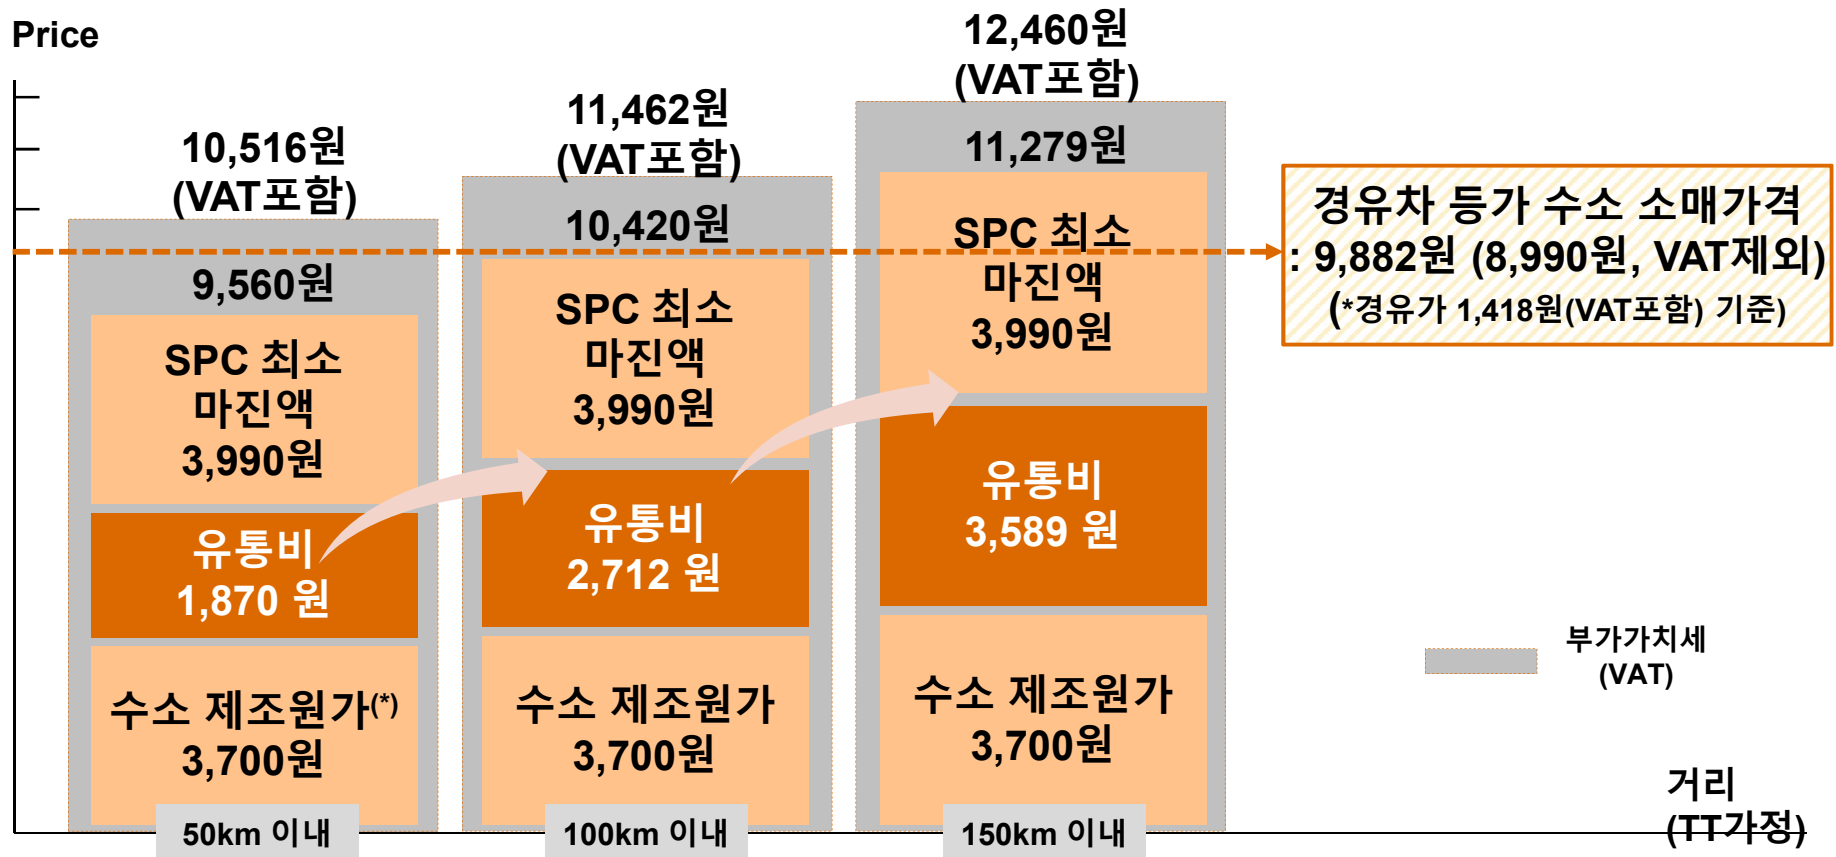 Price
10,516원
(VAT포함)
9,560원
SPC 최소
마진액
3,990원
유통비
1,870 원
수소 제조원가(*)
3,700원
50km 이내
11,462원
(VAT포함)
10,420원
SPC 최소
마진액
3,990원
유통비
2,712 원
수소 제조원가
3,700원
100km 이내
12,460원
(VAT포함)
11,279원
SPC 최소
마진액
3,990원
유통비
3,589 원
수소 제조원가
3,700원
150km 이내
경유차 등가 수소 소매가격
: 9,882원 (8,990원, VAT제외)
(*경유가 1,418원(VAT포함) 기준)
부가가치세
(VAT)
거리
(TT가정)